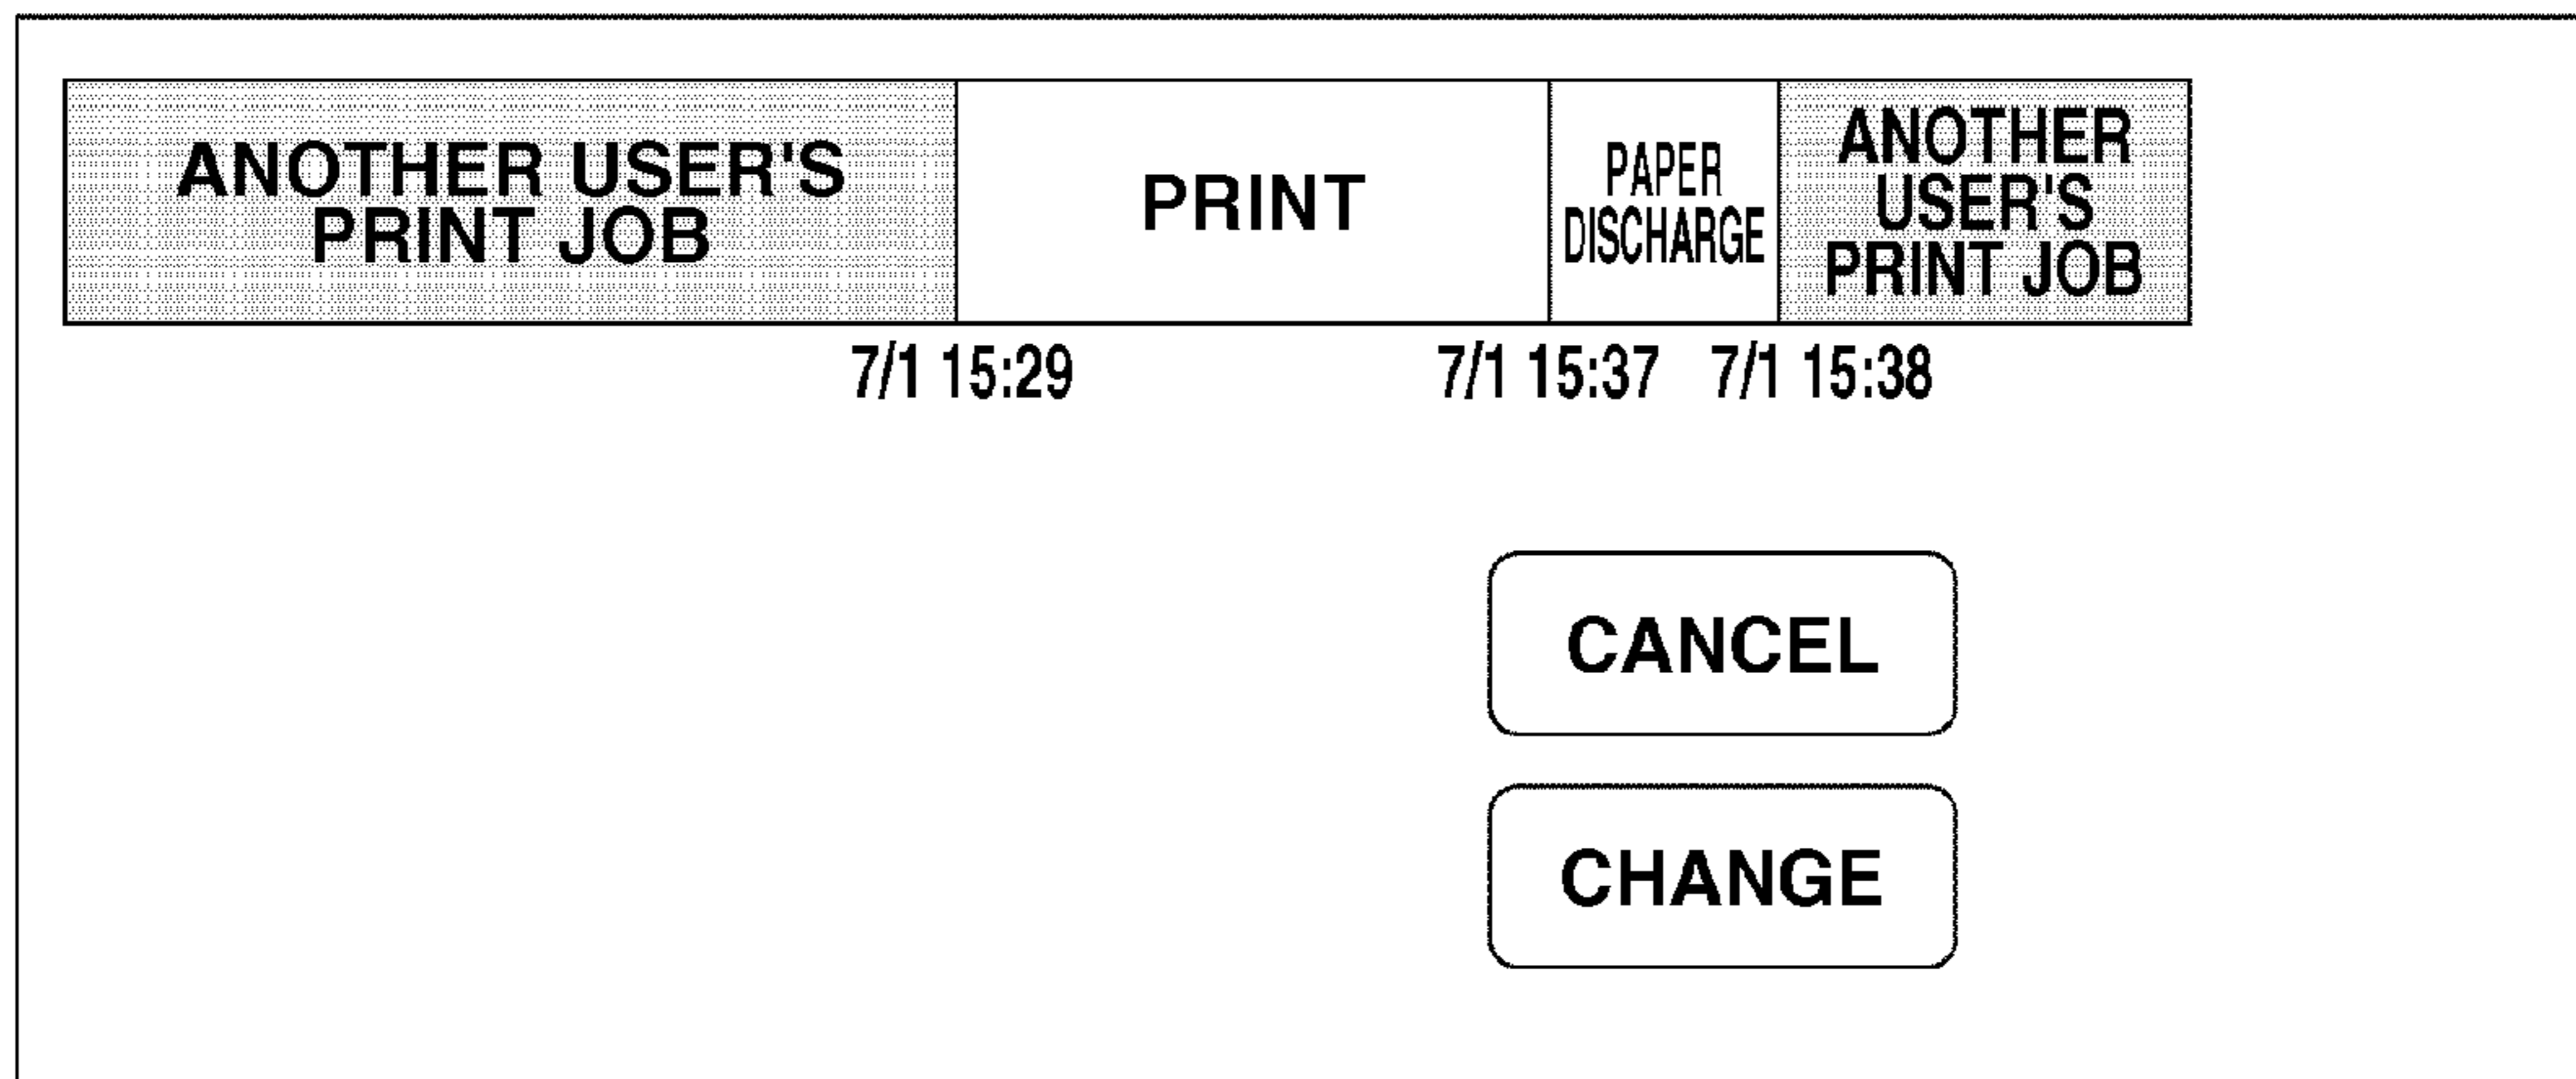 ANOTHER USER'S
PRINT JOB
PRINT
PAPER
DISCHARGE
ANOTHER
USER'S
PRINT JOB
7/1 15:29
7/1 15:37
7/1 15:38
CANCEL
CHANGE